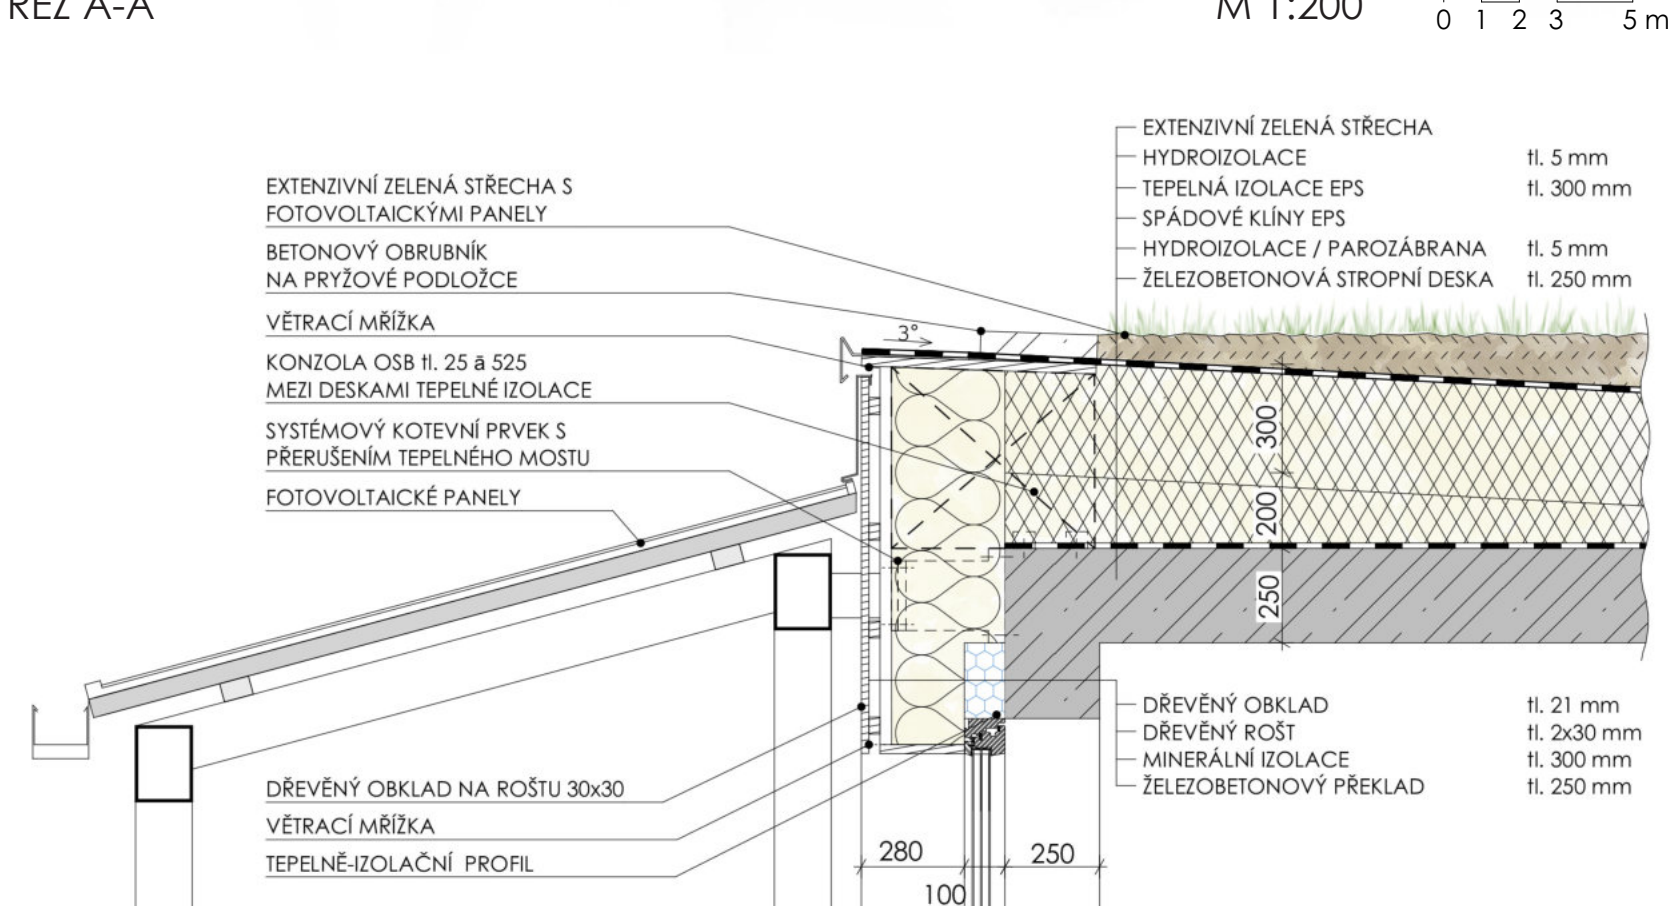 ŘEZ A-A
M 1:200
0 1 2 3 5 m
EXTENZIVNÍ ZELENÁ STŘECHA S
FOTOVOLTAICKÝMI PANELY
BETONOVÝ OBRUBNÍK
NA PRYŽOVÉ PODLOŽCE
VĚTRACÍ MŘÍŽKA
KONZOLA OSB tl. 25 ā 525
MEZI DESKAMI TEPELNÉ IZOLACE
SYSTÉMOVÝ KOTEVNÍ PRVEK S
PŘERUŠENÍM TEPELNÉHO MOSTU
FOTOVOLTAICKÉ PANELY
EXTENZIVNÍ ZELENÁ STŘECHA
HYDROIZOLACE tl. 5 mm
TEPELNÁ IZOLACE EPS tl. 300 mm
SPÁDOVÉ KLÍNY EPS
HYDROIZOLACE / PAROZÁBRANA tl. 5 mm
ŽELEZOBETONOVÁ STROPNÍ DESKA tl. 250 mm
3°
300
200
250
DŘEVĚNÝ OBKLAD tl. 21 mm
DŘEVĚNÝ ROŠT tl. 2x30 mm
MINERÁLNÍ IZOLACE tl. 300 mm
ŽELEZOBETONOVÝ PŘEKLAD tl. 250 mm
DŘEVĚNÝ OBKLAD NA ROŠTU 30x30
VĚTRACÍ MŘÍŽKA
TEPELNĚ-IZOLAČNÍ PROFIL
280
100
250